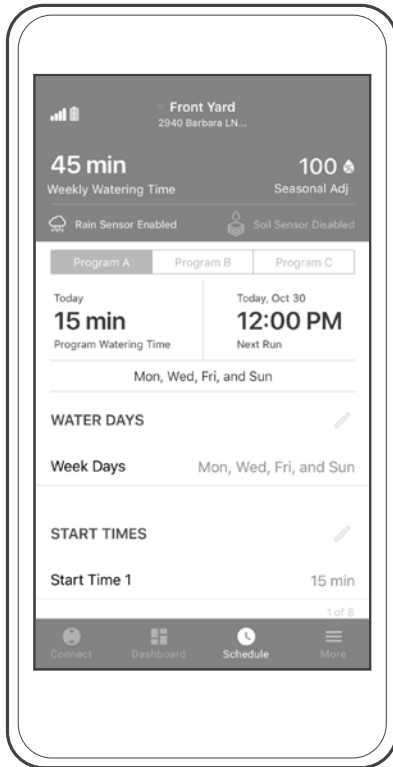 Front Yard
2940 Barbara LN...
45 min
100
Weekly Watering Time
Seasonal Adj
Rain Sensor Enabled
Soil Sensor Disabled
Program A
Program B
Program C
Today
Today, Oct 30
15 min
12:00 PM
Program Watering Time
Next Run
Mon, Wed, Fri, and Sun
WATER DAYS
Week Days
Mon, Wed, Fri, and Sun
START TIMES
Start Time 1
15 min
1 of 8
Connect
Dashboard
Schedule
More